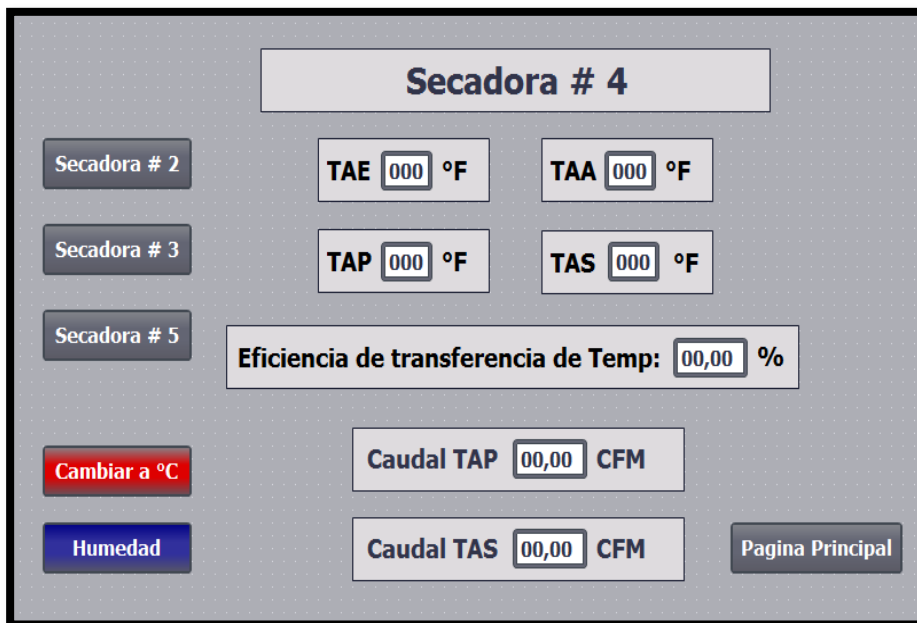 Secadora # 4
Secadora # 2
TAE 000 °F
TAA 000 °F
Secadora # 3
TAP 000 °F
TAS 000 °F
Secadora # 5
Eficiencia de transferencia de Temp: 00,00 %
Cambiar a ºC
Caudal TAP 00,00 CFM
Humedad
Caudal TAS 00,00 CFM
Pagina Principal